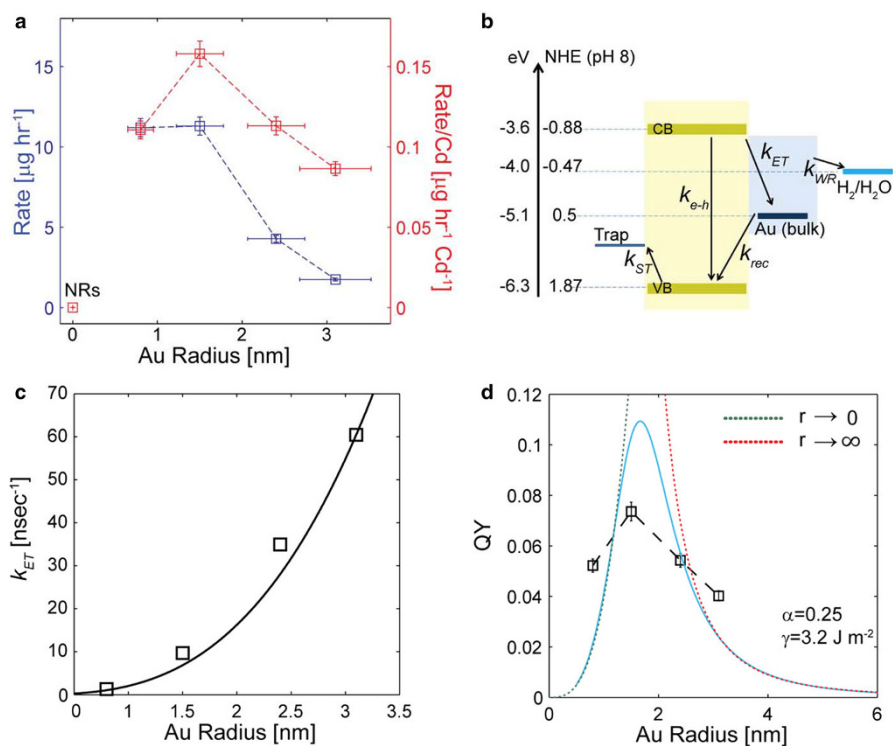 a
Rate [µg hr⁻¹]
15
10
5
0
NRs
0
1
2
3
Au Radius [nm]
0.15
0.1
0.05
0
Rate/Cd [µg hr⁻¹ Cd⁻¹]
b
eV NHE (pH 8)
-3.6 -0.88
-4.0 -0.47
-5.1 0.5
-6.3 1.87
CB
k_ET
k_WR
H₂/H₂O
k_e-h
Au (bulk)
Trap
k_ST
k_rec
VB
c
k_ET [nsec⁻¹]
70
60
50
40
30
20
10
0
0 1 1.5 2 2.5 3 3.5
Au Radius [nm]
d
QY
0.12
0.1
0.08
0.06
0.04
0.02
0
r → 0
r → ∞
α=0.25
γ=3.2 J m⁻²
0 2 4 6
Au Radius [nm]